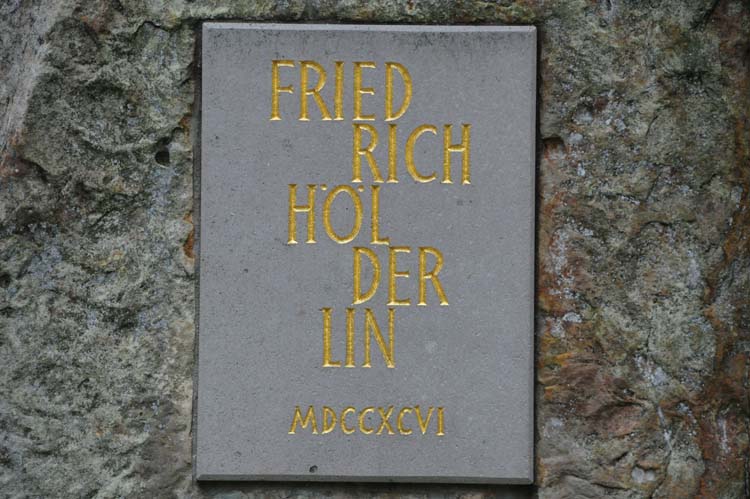 FRIED
RICH
HÖL
DER
LIN
MDCCXCVI